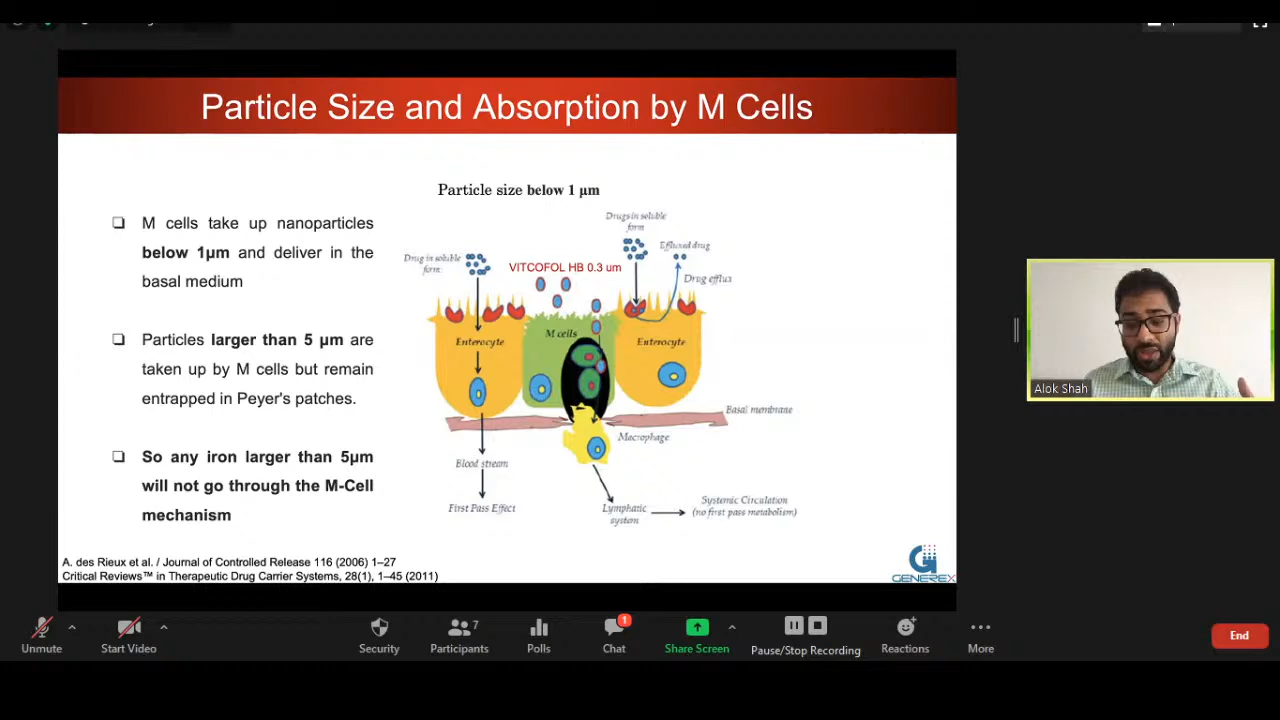 Particle Size and Absorption by M Cells
Particle size below 1 µm
❑ M cells take up nanoparticles
below 1µm and deliver in the
basal medium
❑ Particles larger than 5 µm are
taken up by M cells but remain
entrapped in Peyer's patches.
❑ So any iron larger than 5µm
will not go through the M-Cell
mechanism
Drug in soluble
form:
VITCOFOL HB 0.3 um
Drugs in soluble
form
Effluxed drug
Drug efflux
Enterocyte
M cells
Enterocyte
Basal membrane
Macrophage
Blood stream
First Pass Effect
Lymphatic
system
Systemic Circulation
(no first pass metabolism)
A. des Rieux et al. / Journal of Controlled Release 116 (2006) 1–27
Critical Reviews™ in Therapeutic Drug Carrier Systems, 28(1), 1–45 (2011)
GENEREX
Alok Shah
Unmute
Start Video
Security
7
Participants
Polls
1
Chat
Share Screen
Pause/Stop Recording
Reactions
More
End